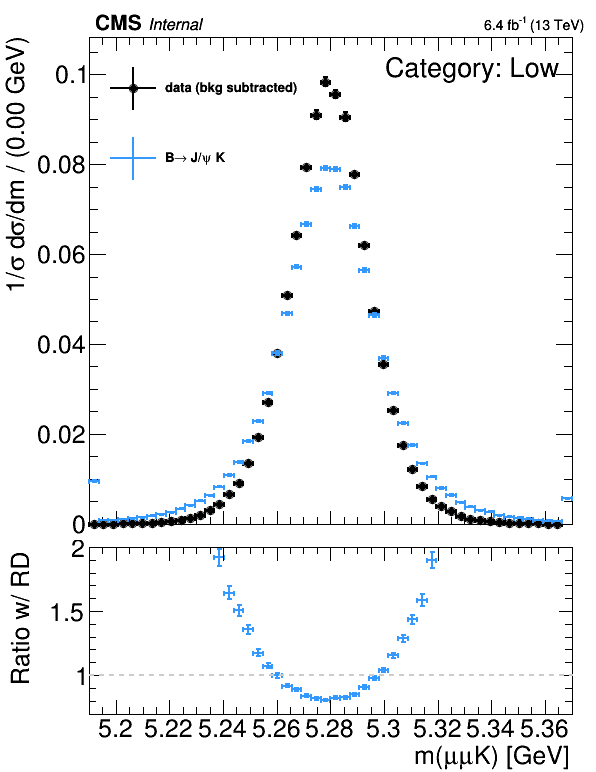 CMS Internal 6.4 fb⁻¹ (13 TeV)
Category: Low
data (bkg subtracted)
B→ J/ψ K
1/σ dσ/dm / (0.00 GeV)
0.1
0.08
0.06
0.04
0.02
0
Ratio w/ RD
2
1.5
1
5.2 5.22 5.24 5.26 5.28 5.3 5.32 5.34 5.36
m(μμK) [GeV]